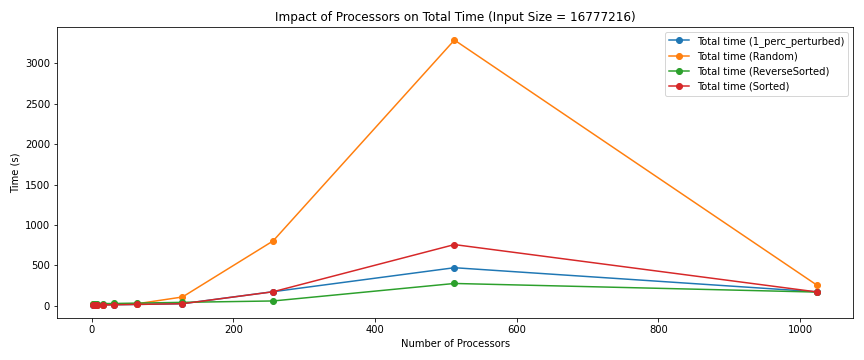 Impact of Processors on Total Time (Input Size = 16777216)
Total time (1_perc_perturbed)
Total time (Random)
Total time (ReverseSorted)
Total time (Sorted)
Time (s)
3000
2500
2000
1500
1000
500
0
0 200 400 600 800 1000
Number of Processors